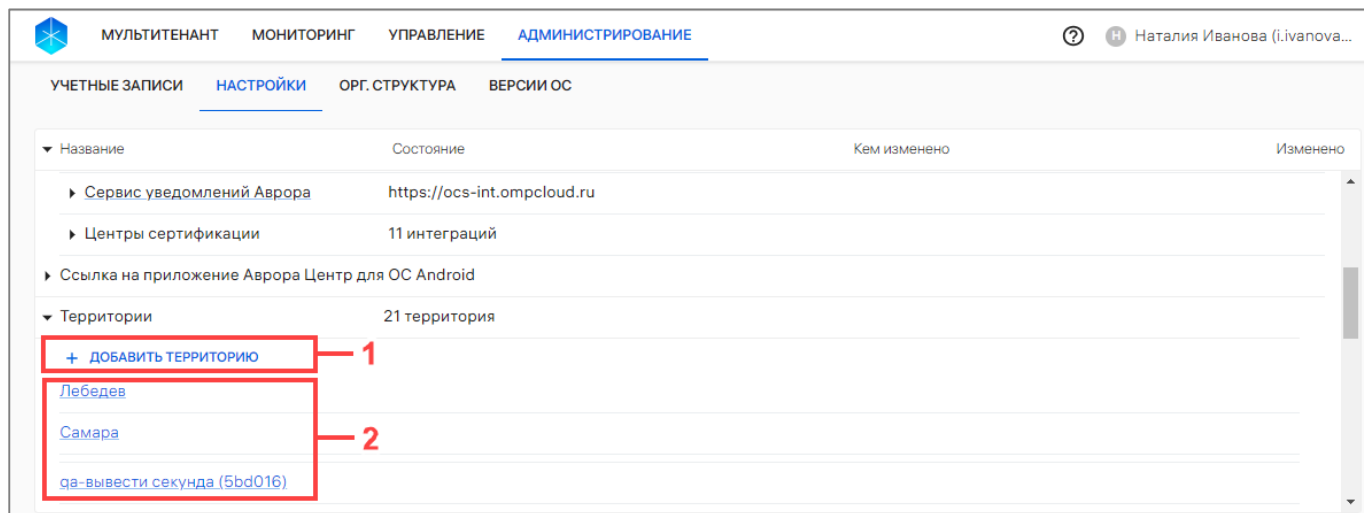 МУЛЬТИТЕНАНТ МОНИТОРИНГ УПРАВЛЕНИЕ АДМИНИСТРИРОВАНИЕ ? Н Наталия Иванова (i.ivanova...
УЧЕТНЫЕ ЗАПИСИ НАСТРОЙКИ ОРГ. СТРУКТУРА ВЕРСИИ ОС
Название Состояние Кем изменено Изменено
Сервис уведомлений Аврора https://ocs-int.ompcloud.ru
Центры сертификации 11 интеграций
Ссылка на приложение Аврора Центр для ОС Android
Территории 21 территория
+ ДОБАВИТЬ ТЕРРИТОРИЮ 1
Лебедев
Самара 2
qa-вывести секунда (5bd016)